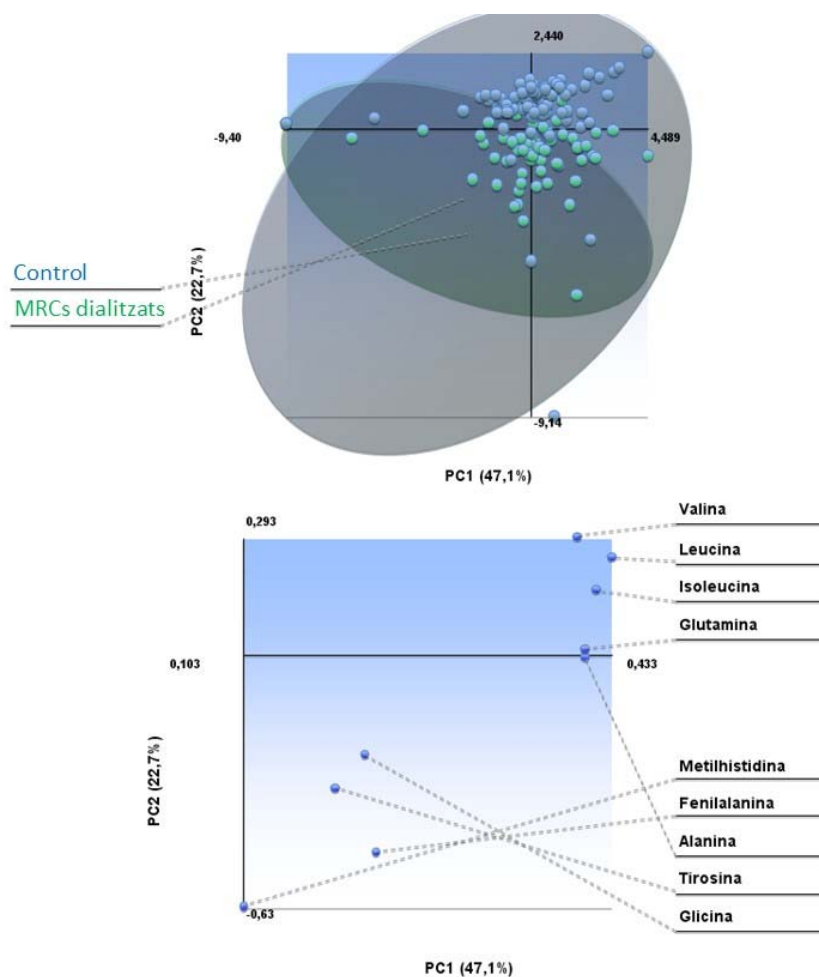 2,440
-9,40
4,489
Control
MRCs dialitzats
PC2 (22,7%)
-9,14
PC1 (47,1%)
Valina
0,293
Leucina
Isoleucina
Glutamina
0,103
0,433
PC2 (22,7%)
Metilhistidina
Fenilalanina
Alanina
Tirosina
-0,63
Glicina
PC1 (47,1%)